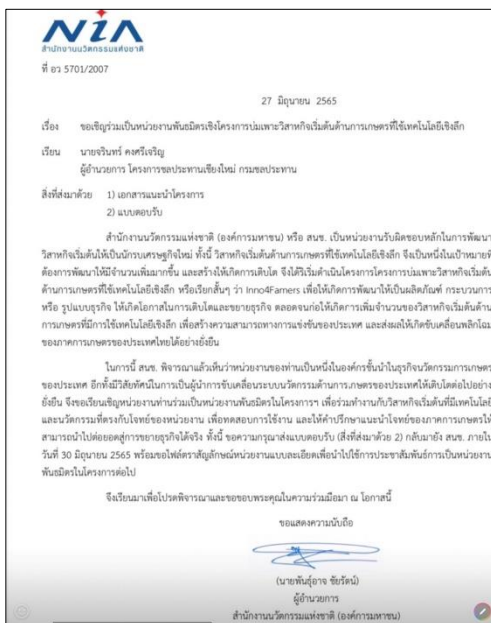 NiA
สำนักงานนวัตกรรมแห่งชาติ
ที่ อว 5701/2007
27 มิถุนายน 2565
เรื่อง ขอเชิญร่วมเป็นหน่วยงานพันธมิตรเชิงโครงการบ่มเพาะวิสาหกิจเริ่มต้นด้านการเกษตรที่ใช้เทคโนโลยีเชิงลึก
เรียน นายจรินทร์ คงศรีเจริญ
ผู้อำนวยการ โครงการชลประทานเชียงใหม่ กรมชลประทาน
สิ่งที่ส่งมาด้วย 1) เอกสารแนะนำโครงการ
2) แบบตอบรับ
สำนักงานนวัตกรรมแห่งชาติ (องค์การมหาชน) หรือ สนช. เป็นหน่วยงานรับผิดชอบหลักในการพัฒนา
วิสาหกิจเริ่มต้นให้เป็นนักรบเศรษฐกิจใหม่ ทั้งนี้ วิสาหกิจเริ่มต้นด้านการเกษตรที่ใช้เทคโนโลยีเชิงลึก จึงเป็นหนึ่งในเป้าหมายที่
ต้องการพัฒนาให้มีจำนวนเพิ่มมากขึ้น และสร้างให้เกิดการเติบโต จึงได้ริเริ่มดำเนินโครงการโครงการบ่มเพาะวิสาหกิจเริ่มต้น
ด้านการเกษตรที่ใช้เทคโนโลยีเชิงลึก หรือเรียกสั้นๆ ว่า Inno4Famers เพื่อให้เกิดการพัฒนาให้เป็นผลิตภัณฑ์ กระบวนการ
หรือ รูปแบบธุรกิจ ให้เกิดโอกาสในการเติบโตและขยายธุรกิจ ตลอดจนก่อให้เกิดการเพิ่มจำนวนของวิสาหกิจเริ่มต้นด้าน
การเกษตรที่มีการใช้เทคโนโลยีเชิงลึก เพื่อสร้างความสามารถทางการแข่งขันของประเทศ และส่งผลให้เกิดขับเคลื่อนพลิกโฉม
ของภาคการเกษตรของประเทศไทยได้อย่างยั่งยืน
ในการนี้ สนช. พิจารณาแล้วเห็นว่าหน่วยงานของท่านเป็นหนึ่งในองค์กรชั้นนำในธุรกิจนวัตกรรมการเกษตร
ของประเทศ อีกทั้งมีวิสัยทัศน์ในการเป็นผู้นำการขับเคลื่อนระบบนวัตกรรมด้านการเกษตรของประเทศให้เติบโตต่อไปอย่าง
ยั่งยืน จึงขอเรียนเชิญหน่วยงานท่านร่วมเป็นหน่วยงานพันธมิตรในโครงการฯ เพื่อร่วมทำงานกับวิสาหกิจเริ่มต้นที่มีเทคโนโลยี
และนวัตกรรมที่ตรงกับโจทย์ของหน่วยงาน เพื่อทดสอบการใช้งาน และให้คำปรึกษาแนะนำโจทย์ของภาคการเกษตรให้
สามารถนำไปต่อยอดสู่การขยายธุรกิจได้จริง ทั้งนี้ ขอความกรุณาส่งแบบตอบรับ (สิ่งที่ส่งมาด้วย 2) กลับมายัง สนช. ภายใน
วันที่ 30 มิถุนายน 2565 พร้อมขอไฟล์ตราสัญลักษณ์หน่วยงานแบบละเอียดเพื่อนำไปใช้การประชาสัมพันธ์การเป็นหน่วยงาน
พันธมิตรในโครงการต่อไป
จึงเรียนมาเพื่อโปรดพิจารณาและขอขอบพระคุณในความร่วมมือมา ณ โอกาสนี้
ขอแสดงความนับถือ
(นายพันธุ์อาจ ชัยรัตน์)
ผู้อำนวยการ
สำนักงานนวัตกรรมแห่งชาติ (องค์การมหาชน)